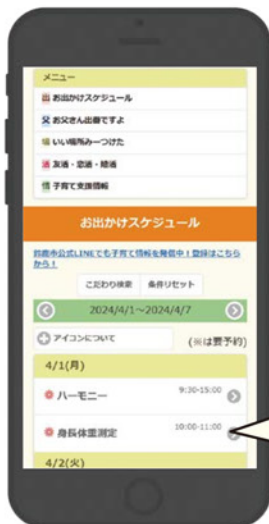 メニュー
出 お出かけスケジュール
父 お父さん出番ですよ
場 いい場所みーつけた
活 友活・恋活・婚活
情 子育て支援情報
お出かけスケジュール
鈴鹿市公式LINEでも子育て情報を発信中！登録はこちら
から！
こだわり検索 条件リセット
2024/4/1～2024/4/7
アイコンについて (※は要予約)
4/1(月)
ハーモニー 9:30-15:00
身長体重測定 10:00-11:00
4/2(火)